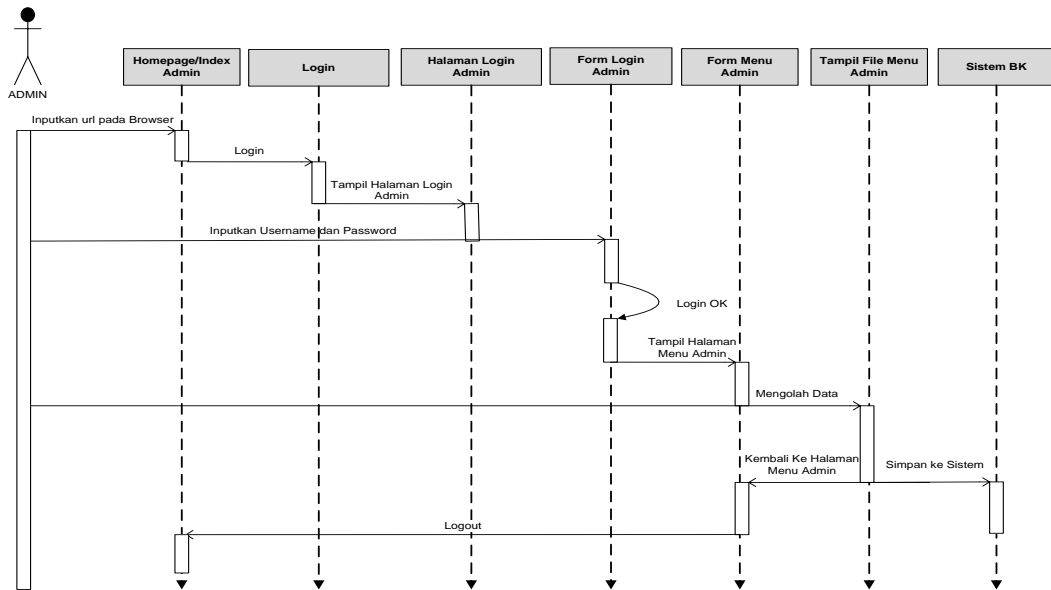 ADMIN
Homepage/Index
Admin
Login
Halaman Login
Admin
Form Login
Admin
Form Menu
Admin
Tampil File Menu
Admin
Sistem BK
Inputkan url pada Browser
Login
Tampil Halaman Login
Admin
Inputkan Username dan Password
Login OK
Tampil Halaman
Menu Admin
Mengolah Data
Kembali Ke Halaman
Menu Admin
Simpan ke Sistem
Logout